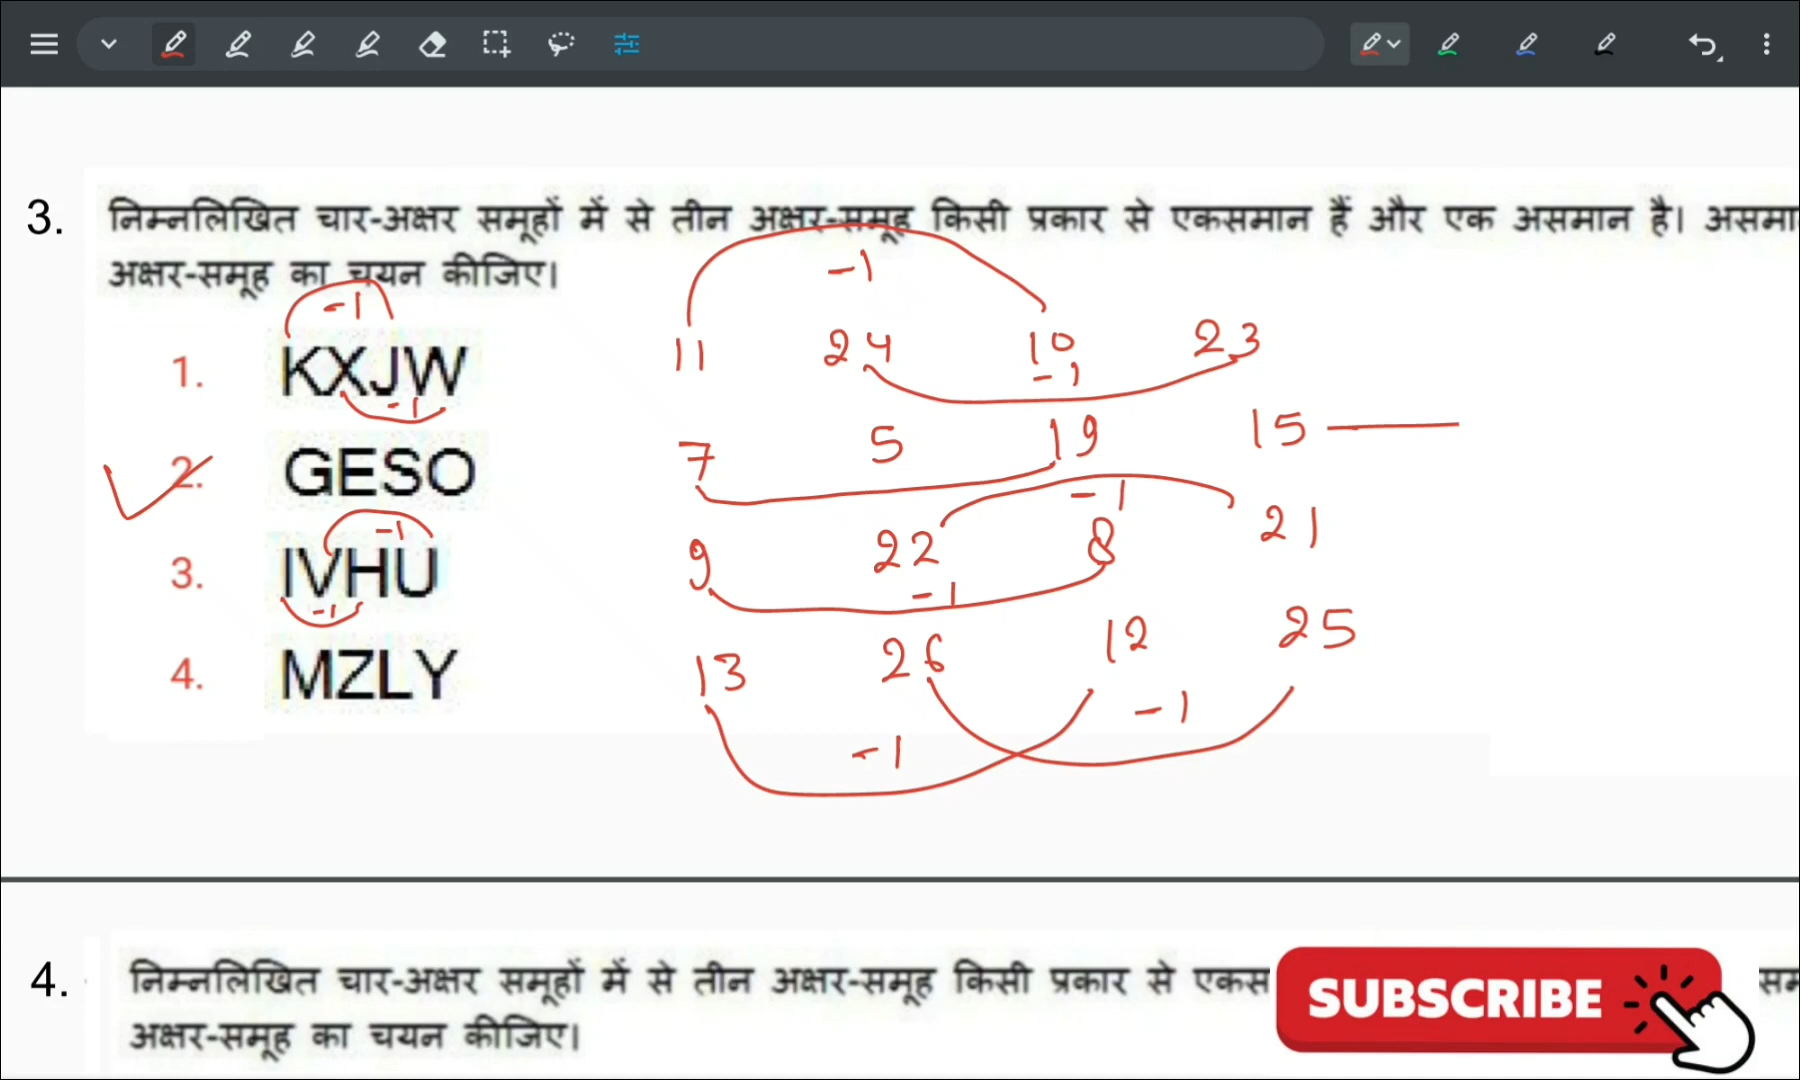 3. निम्नलिखित चार-अक्षर समूहों में से तीन अक्षर-समूह किसी प्रकार से एकसमान हैं और एक असमान है। असमा
अक्षर-समूह का चयन कीजिए।
-1
-1
1. KXJW 11 24 10 23
-1 -1
2. GESO 7 5 19 15
-1 -1
3. IVHU 9 22 8 21
-1 -1
4. MZLY 13 26 12 25
-1 -1
4. निम्नलिखित चार-अक्षर समूहों में से तीन अक्षर-समूह किसी प्रकार से एकस
अक्षर-समूह का चयन कीजिए।
SUBSCRIBE